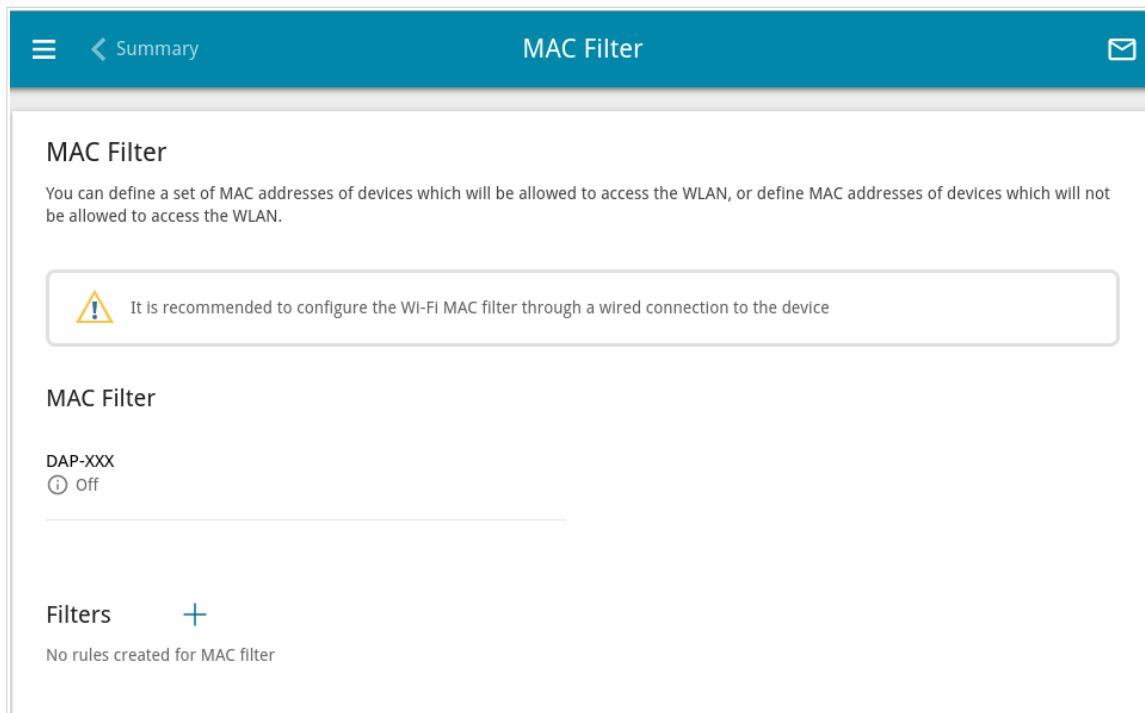 Summary
MAC Filter
MAC Filter
You can define a set of MAC addresses of devices which will be allowed to access the WLAN, or define MAC addresses of devices which will not
be allowed to access the WLAN.
It is recommended to configure the Wi-Fi MAC filter through a wired connection to the device
MAC Filter
DAP-XXX
Off
Filters
No rules created for MAC filter